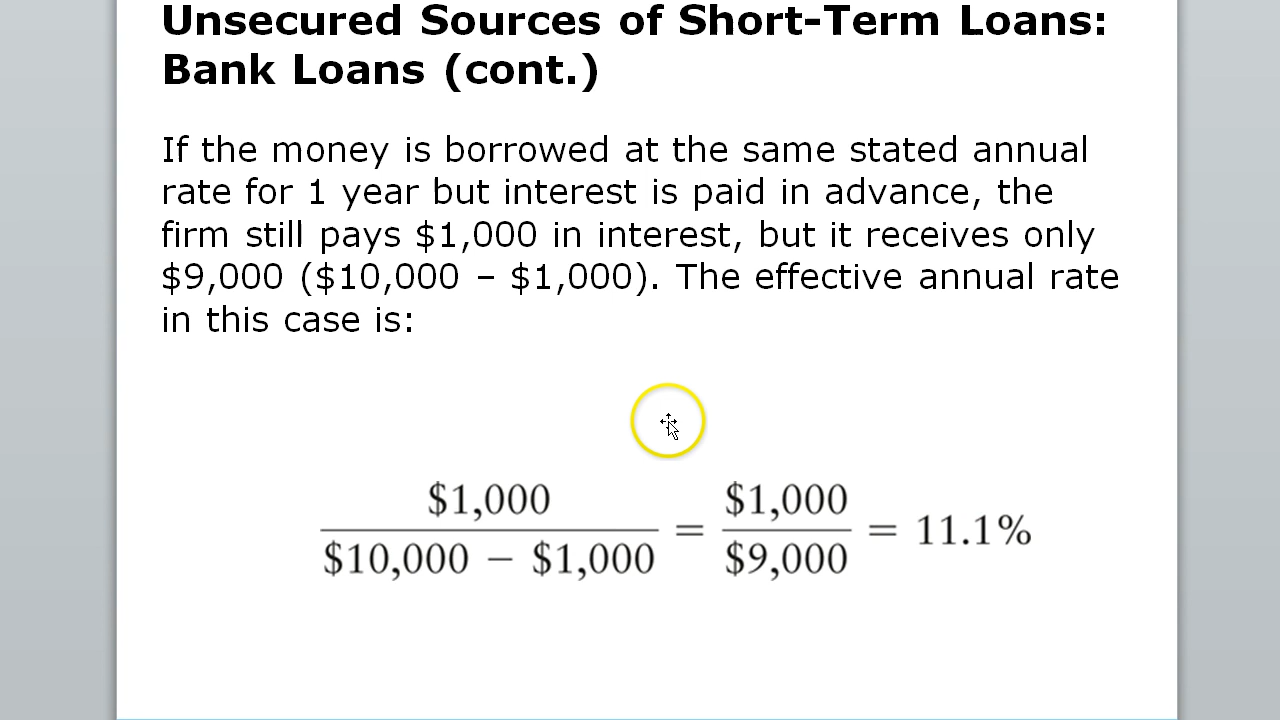 Unsecured Sources of Short-Term Loans:
Bank Loans (cont.)
If the money is borrowed at the same stated annual
rate for 1 year but interest is paid in advance, the
firm still pays $1,000 in interest, but it receives only
$9,000 ($10,000 – $1,000). The effective annual rate
in this case is:
$1,000 / ($10,000 − $1,000) = $1,000 / $9,000 = 11.1%